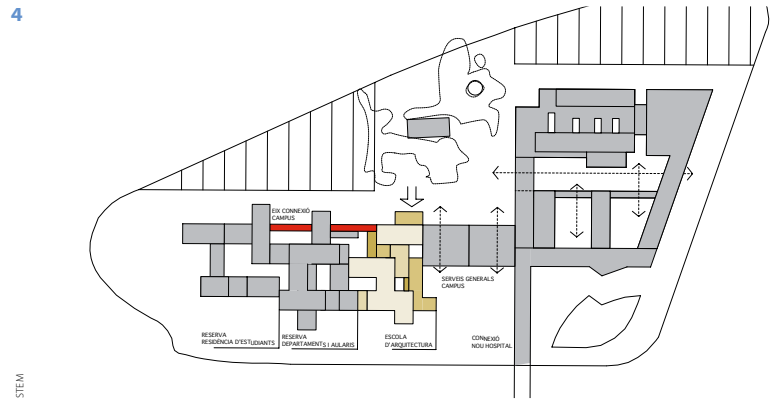 4
EIX CONNEXIÓ
CAMPUS
SERVEIS GENERALS
CAMPUS
RESERVA
RESIDÈNCIA D'ESTUDIANTS
RESERVA
DEPARTAMENTS I AULARIS
ESCOLA
D'ARQUITECTURA
CONNEXIÓ
NOU HOSPITAL
STEM